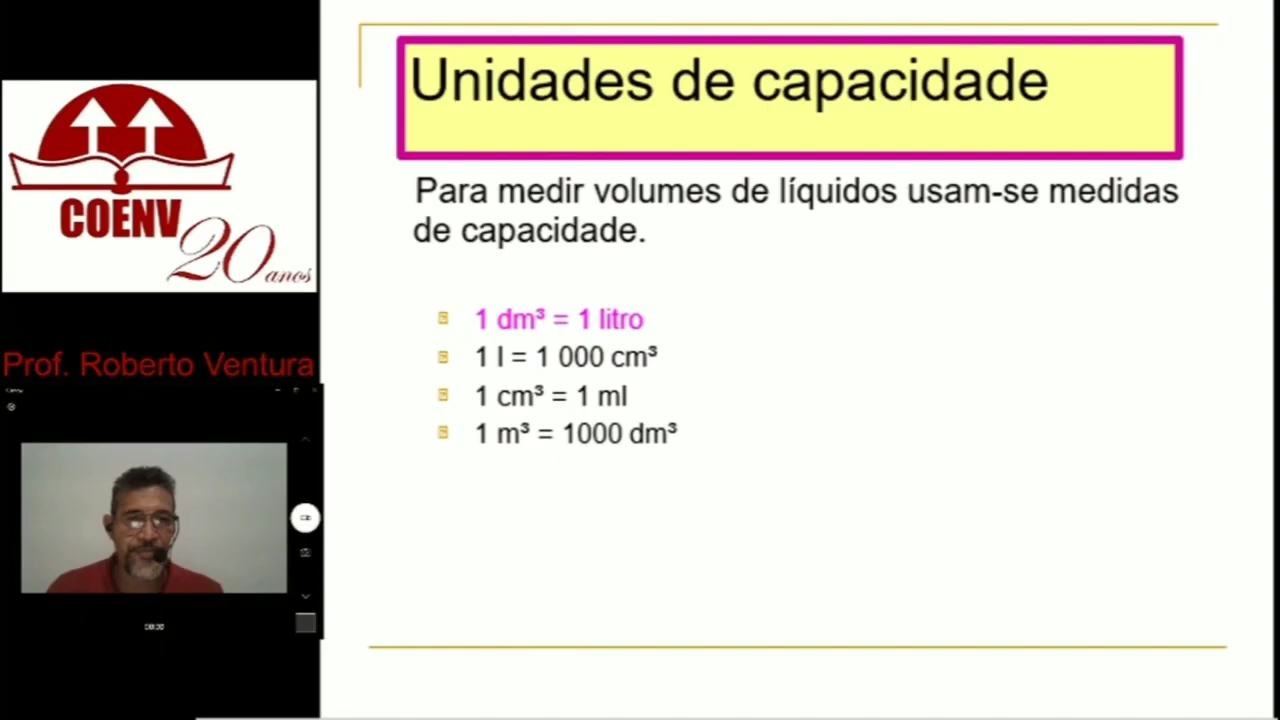 COENV
20 anos
Prof. Roberto Ventura
Unidades de capacidade
Para medir volumes de líquidos usam-se medidas
de capacidade.
1 dm³ = 1 litro
1 l = 1 000 cm³
1 cm³ = 1 ml
1 m³ = 1000 dm³